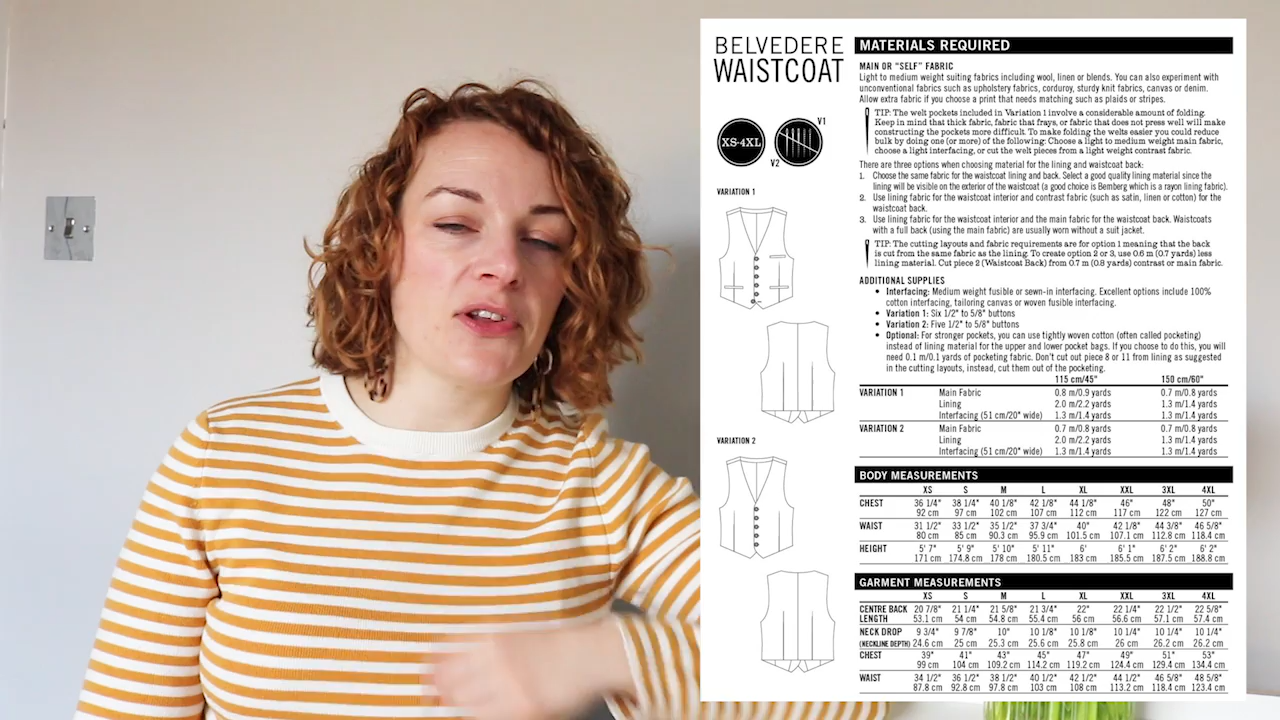 BELVEDERE
WAISTCOAT
XS-4XL
V1
V2
VARIATION 1
VARIATION 2
MATERIALS REQUIRED
MAIN OR "SELF" FABRIC
Light to medium weight suiting fabrics including wool, linen or blends. You can also experiment with
unconventional fabrics such as upholstery fabrics, corduroy, sturdy knit fabrics, canvas or denim.
Allow extra fabric if you choose a print that needs matching such as plaids or stripes.
TIP: The welt pockets included in Variation 1 involve a considerable amount of folding.
Keep in mind that thick fabric, fabric that frays, or fabric that does not press well will make
constructing the pockets more difficult. To make folding the welts easier you could reduce
bulk by doing one (or more) of the following: Choose a light to medium weight main fabric,
choose a light interfacing, or cut the welt pieces from a light weight contrast fabric.
There are three options when choosing material for the lining and waistcoat back:
1. Choose the same fabric for the waistcoat lining and back. Select a good quality lining material since the
lining will be visible on the exterior of the waistcoat (a good choice is Bemberg which is a rayon lining fabric).
2. Use lining fabric for the waistcoat interior and contrast fabric (such as satin, linen or cotton) for the
waistcoat back.
3. Use lining fabric for the waistcoat interior and the main fabric for the waistcoat back. Waistcoats
with a full back (using the main fabric) are usually worn without a suit jacket.
TIP: The cutting layouts and fabric requirements are for option 1 meaning that the back
is cut from the same fabric as the lining. To create option 2 or 3, use 0.6 m (0.7 yards) less
lining material. Cut piece 2 (Waistcoat Back) from 0.7 m (0.8 yards) contrast or main fabric.
ADDITIONAL SUPPLIES
• Interfacing: Medium weight fusible or sewn-in interfacing. Excellent options include 100%
cotton interfacing, tailoring canvas or woven fusible interfacing.
• Variation 1: Six 1/2" to 5/8" buttons
• Variation 2: Five 1/2" to 5/8" buttons
• Optional: For stronger pockets, you can use tightly woven cotton (often called pocketing)
instead of lining material for the upper and lower pocket bags. If you choose to do this, you will
need 0.1 m/0.1 yards of pocketing fabric. Don't cut out piece 8 or 11 from lining as suggested
in the cutting layouts, instead, cut them out of the pocketing.
115 cm/45" 150 cm/60"
VARIATION 1 Main Fabric 0.8 m/0.9 yards 0.7 m/0.8 yards
Lining 2.0 m/2.2 yards 1.3 m/1.4 yards
Interfacing (51 cm/20" wide) 1.3 m/1.4 yards 1.3 m/1.4 yards
VARIATION 2 Main Fabric 0.7 m/0.8 yards 0.7 m/0.8 yards
Lining 2.0 m/2.2 yards 1.3 m/1.4 yards
Interfacing (51 cm/20" wide) 1.3 m/1.4 yards 1.3 m/1.4 yards
BODY MEASUREMENTS
XS S M L XL XXL 3XL 4XL
CHEST 36 1/4" 38 1/4" 40 1/8" 42 1/8" 44 1/8" 46" 48" 50"
92 cm 97 cm 102 cm 107 cm 112 cm 117 cm 122 cm 127 cm
WAIST 31 1/2" 33 1/2" 35 1/2" 37 3/4" 40" 42 1/8" 44 3/8" 46 5/8"
80 cm 85 cm 90.3 cm 95.9 cm 101.5 cm 107.1 cm 112.8 cm 118.4 cm
HEIGHT 5' 7" 5' 9" 5' 10" 5' 11" 6' 6' 1" 6' 2" 6' 2"
171 cm 174.8 cm 178 cm 180.5 cm 183 cm 185.5 cm 187.5 cm 188.8 cm
GARMENT MEASUREMENTS
XS S M L XL XXL 3XL 4XL
CENTRE BACK 20 7/8" 21 1/4" 21 5/8" 21 3/4" 22" 22 1/4" 22 1/2" 22 5/8"
LENGTH 53.1 cm 54 cm 54.8 cm 55.4 cm 56 cm 56.6 cm 57.1 cm 57.4 cm
NECK DROP 9 3/4" 9 7/8" 10" 10 1/8" 10 1/8" 10 1/4" 10 1/4" 10 1/4"
(NECKLINE DEPTH) 24.6 cm 25 cm 25.3 cm 25.6 cm 25.8 cm 26 cm 26.2 cm 26.2 cm
CHEST 39" 41" 43" 45" 47" 49" 51" 53"
99 cm 104 cm 109.2 cm 114.2 cm 119.2 cm 124.4 cm 129.4 cm 134.4 cm
WAIST 34 1/2" 36 1/2" 38 1/2" 40 1/2" 42 1/2" 44 1/2" 46 5/8" 48 5/8"
87.8 cm 92.8 cm 97.8 cm 103 cm 108 cm 113.2 cm 118.4 cm 123.4 cm